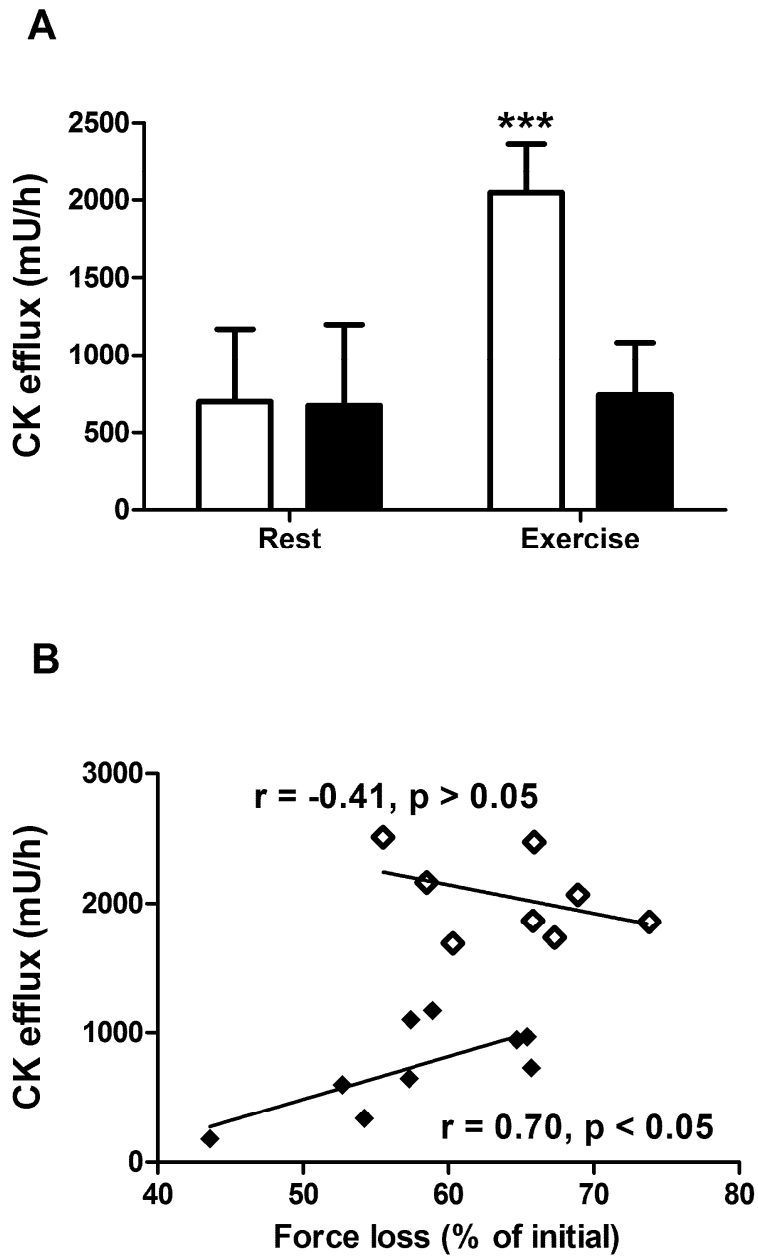 A
***
2500
2000
1500
1000
500
0
CK efflux (mU/h)
Rest Exercise
B
3000
2000
1000
0
CK efflux (mU/h)
r = -0.41, p > 0.05
r = 0.70, p < 0.05
40 50 60 70 80
Force loss (% of initial)